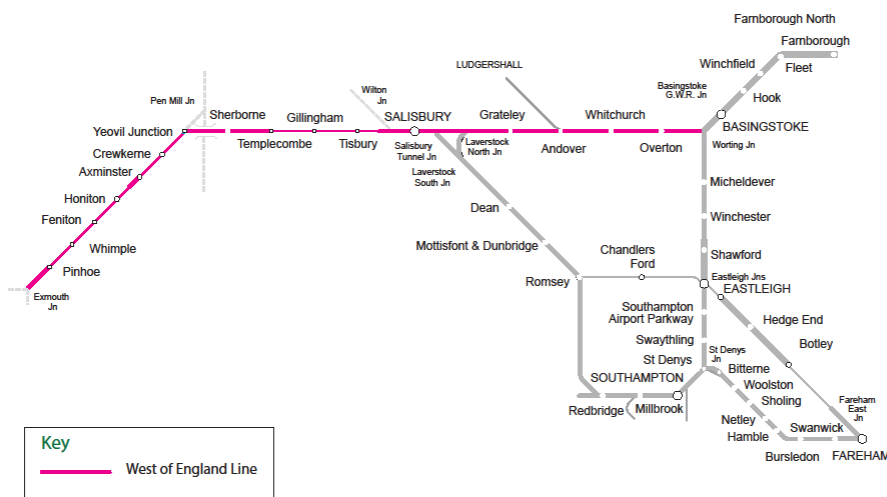 Farnborough North
Farnborough
Winchfield
Fleet
LUDGERSHALL
Basingstoke
G.W.R. Jn
Hook
Wilton
Jn
Pen Mill Jn
Sherborne
Gillingham
SALISBURY
Grateley
Whitchurch
BASINGSTOKE
Yeovil Junction
Templecombe
Tisbury
Salisbury
Tunnel Jn
Laverstock
North Jn
Andover
Overton
Worting Jn
Crewkerne
Laverstock
South Jn
Axminster
Micheldever
Honiton
Dean
Winchester
Feniton
Whimple
Mottisfont & Dunbridge
Chandlers
Ford
Shawford
Pinhoe
Romsey
Eastleigh Jns
EASTLEIGH
Exmouth
Jn
Southampton
Airport Parkway
Hedge End
Swaythling
Botley
St Denys
St Denys
Jn
Bitterne
SOUTHAMPTON
Woolston
Sholing
Fareham
East
Jn
Redbridge
Millbrook
Netley
Hamble
Swanwick
Bursledon
FAREHAM
Key
West of England Line